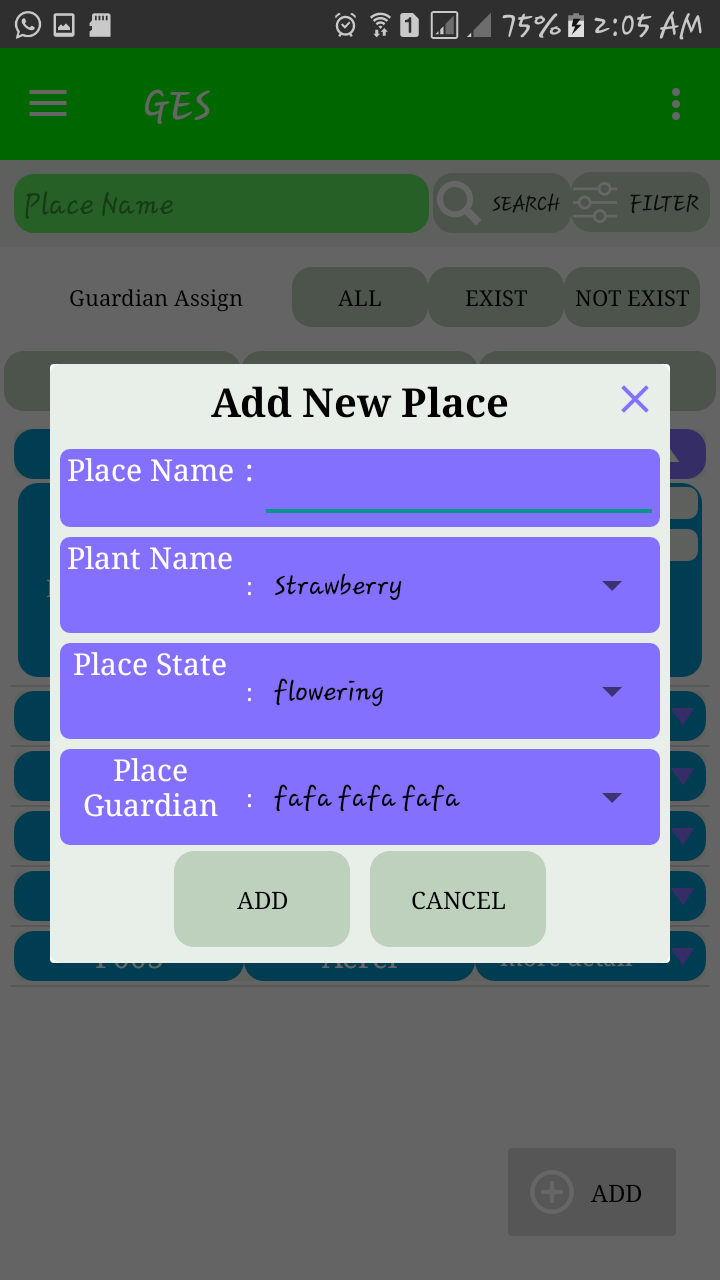 75% 2:05 AM
GES
Place Name SEARCH FILTER
Guardian Assign ALL EXIST NOT EXIST
Add New Place
Place Name :
Plant Name : Strawberry
Place State : flowering
Place
Guardian : fafa fafa fafa
ADD CANCEL
ADD